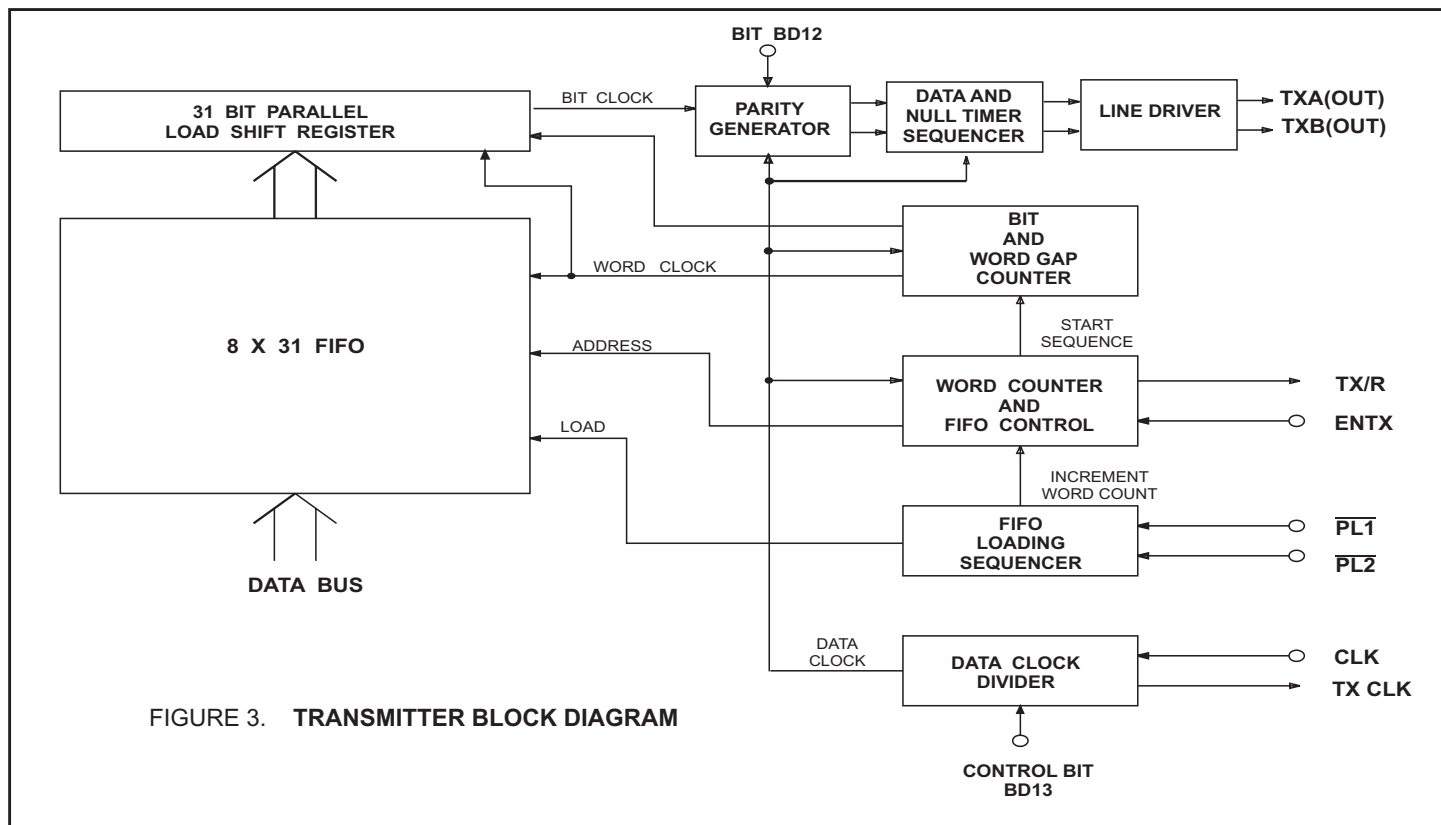 BIT BD12
31 BIT PARALLEL
LOAD SHIFT REGISTER
BIT CLOCK
PARITY
GENERATOR
DATA AND
NULL TIMER
SEQUENCER
LINE DRIVER
TXA(OUT)
TXB(OUT)
BIT
AND
WORD GAP
COUNTER
WORD CLOCK
8 X 31 FIFO
START
SEQUENCE
ADDRESS
WORD COUNTER
AND
FIFO CONTROL
TX/R
ENTX
LOAD
INCREMENT
WORD COUNT
FIFO
LOADING
SEQUENCER
P̅L̅1̅
P̅L̅2̅
DATA BUS
DATA
CLOCK
DATA CLOCK
DIVIDER
CLK
TX CLK
FIGURE 3. TRANSMITTER BLOCK DIAGRAM
CONTROL BIT
BD13